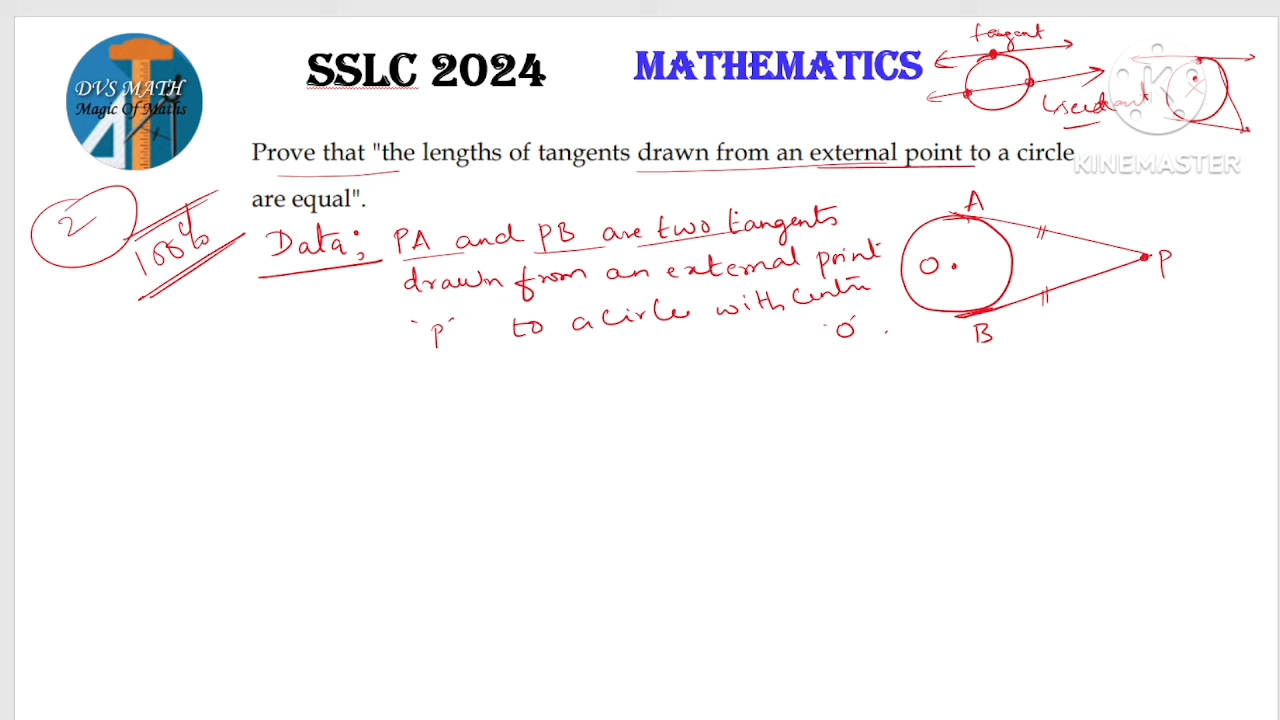 DVS MATH
Magic Of Maths
SSLC 2024
MATHEMATICS
tangent
KINEMASTER
Prove that "the lengths of tangents drawn from an external point to a circle
are equal".
2
100%
Data; PA and PB are two tangents
drawn from an external point
'P' to a circle with centre
'O'.
A
O
P
B